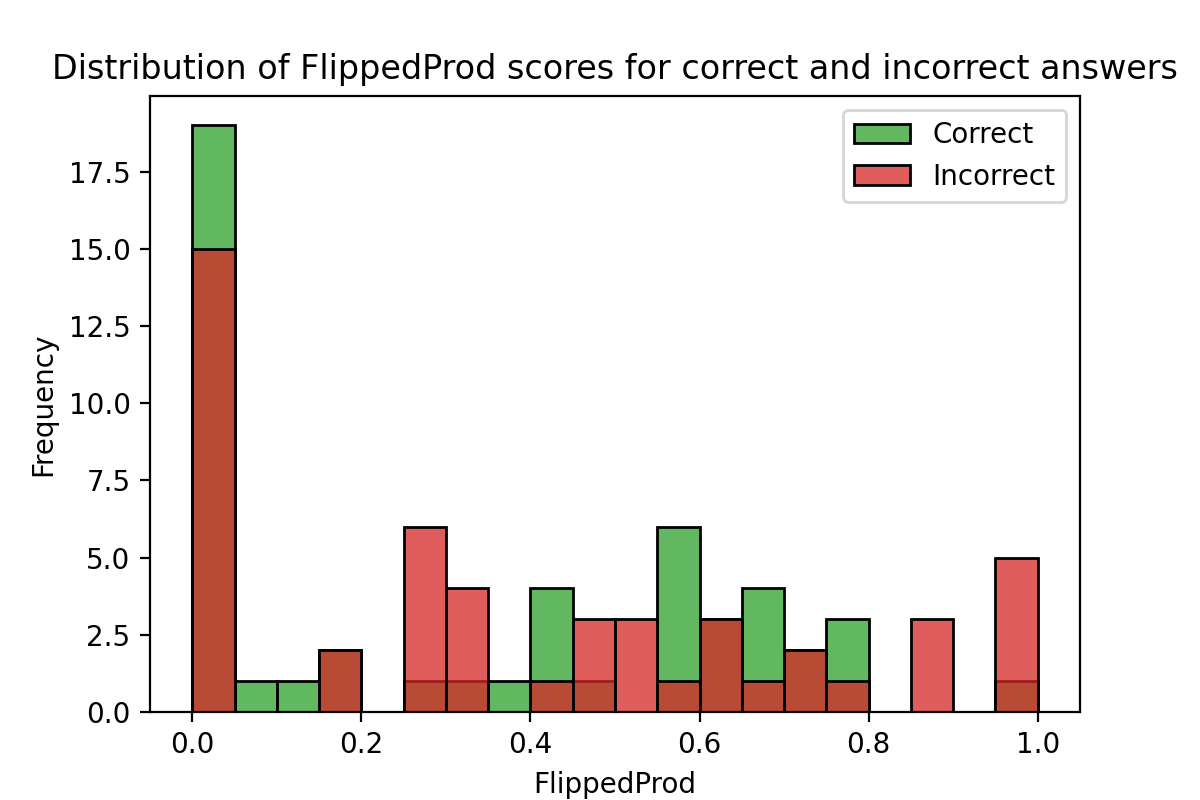 Distribution of FlippedProd scores for correct and incorrect answers
Correct
Incorrect
17.5
15.0
12.5
10.0
7.5
5.0
2.5
0.0
Frequency
0.0 0.2 0.4 0.6 0.8 1.0
FlippedProd